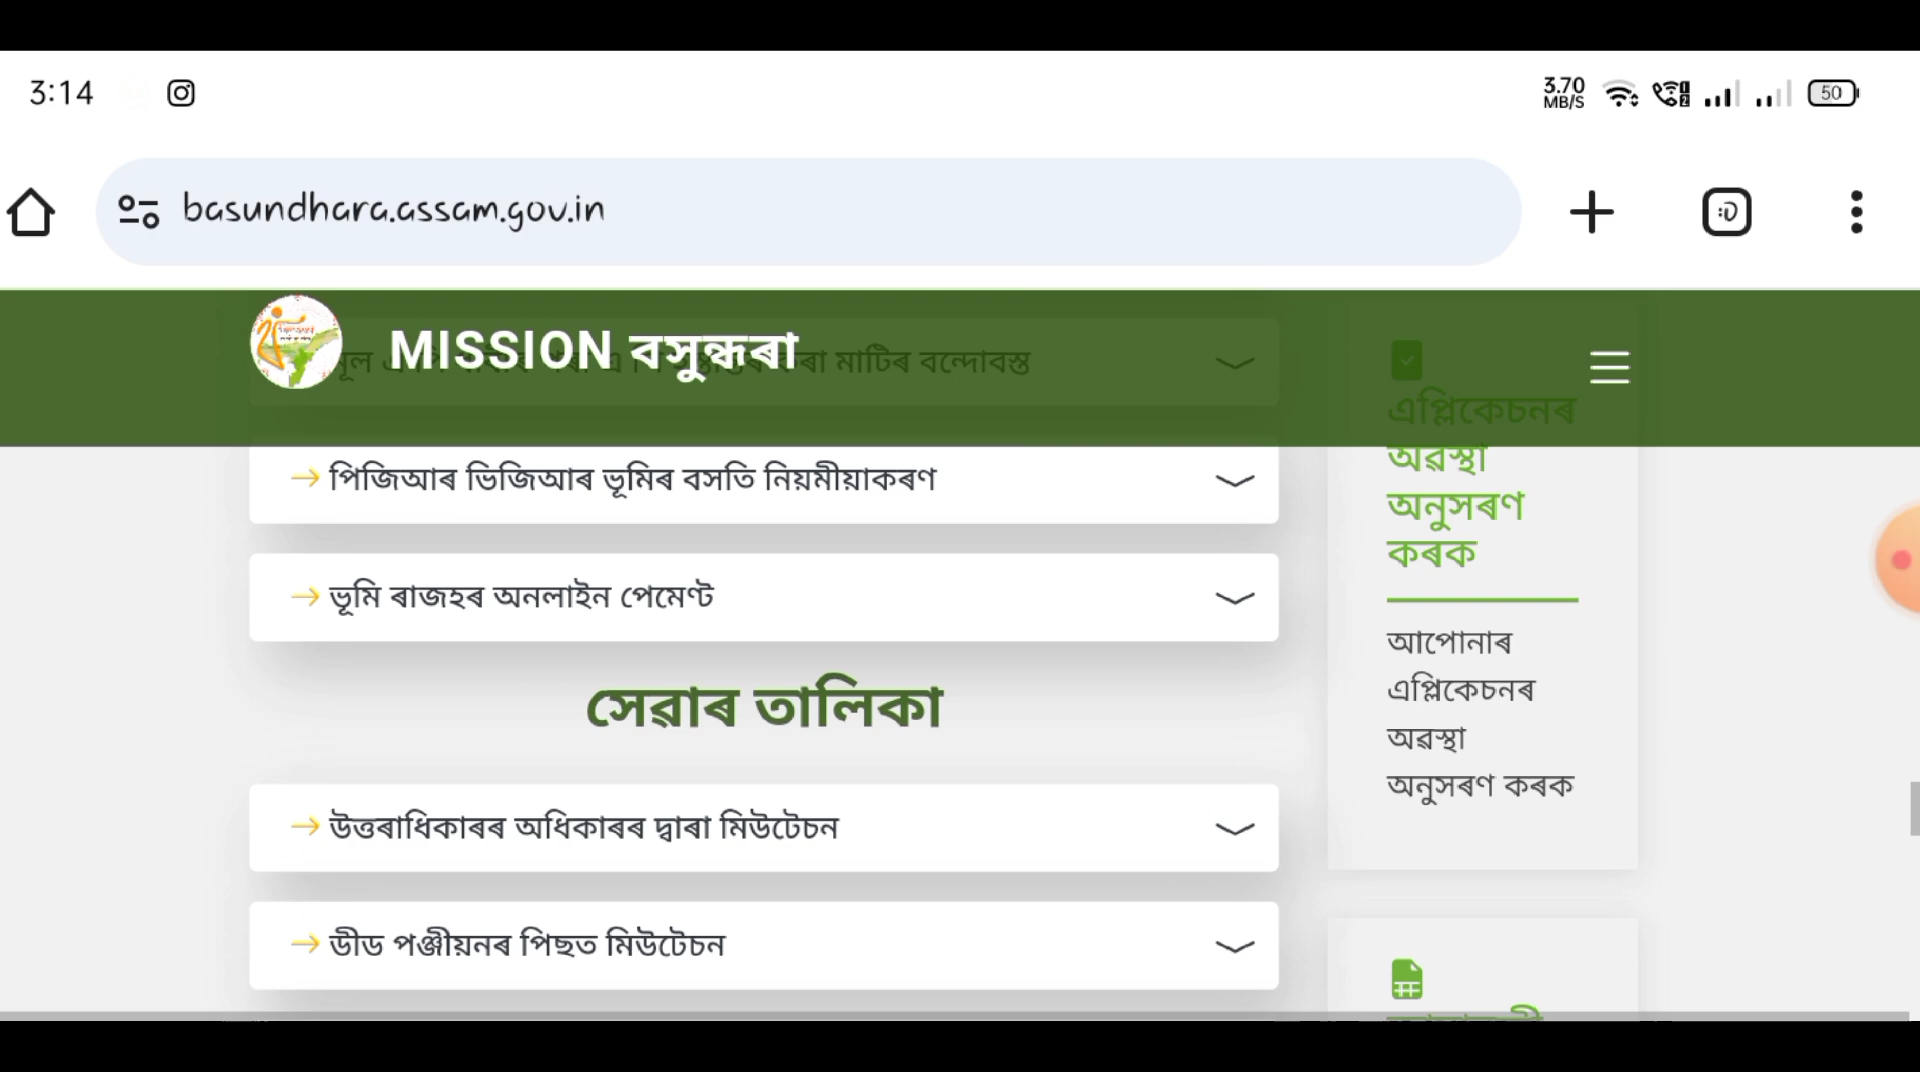 3:14
3.70
MB/S
50
basundhara.assam.gov.in
:D
MISSION বসুন্ধৰা
মাটিৰ বন্দোবস্ত
পিজিআৰ ভিজিআৰ ভূমিৰ বসতি নিয়মীয়াকৰণ
ভূমি ৰাজহৰ অনলাইন পেমেণ্ট
সেৱাৰ তালিকা
উত্তৰাধিকাৰৰ অধিকাৰৰ দ্বাৰা মিউটেচন
ডীড পঞ্জীয়নৰ পিছত মিউটেচন
এপ্লিকেচনৰ
অৱস্থা
অনুসৰণ
কৰক
আপোনাৰ
এপ্লিকেচনৰ
অৱস্থা
অনুসৰণ কৰক